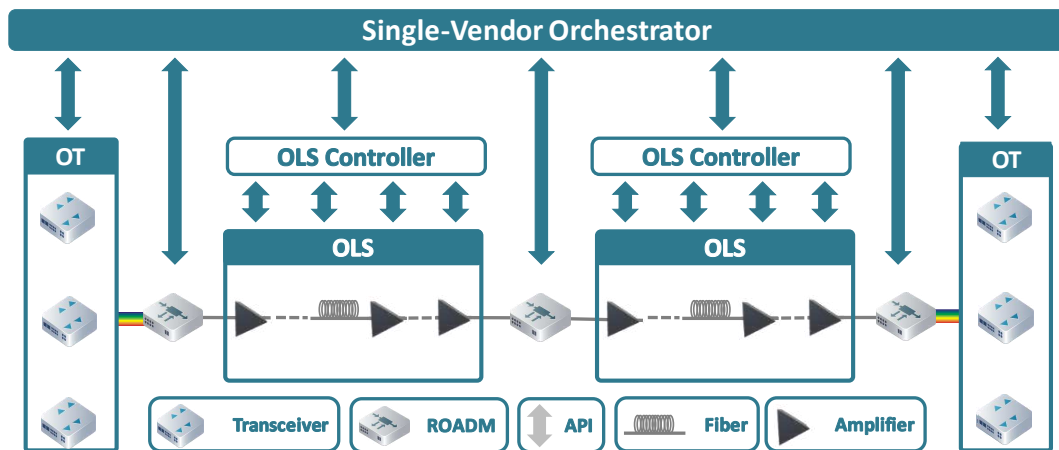 Single-Vendor Orchestrator
OT
OLS Controller
OLS Controller
OT
OLS
OLS
Transceiver
ROADM
API
Fiber
Amplifier